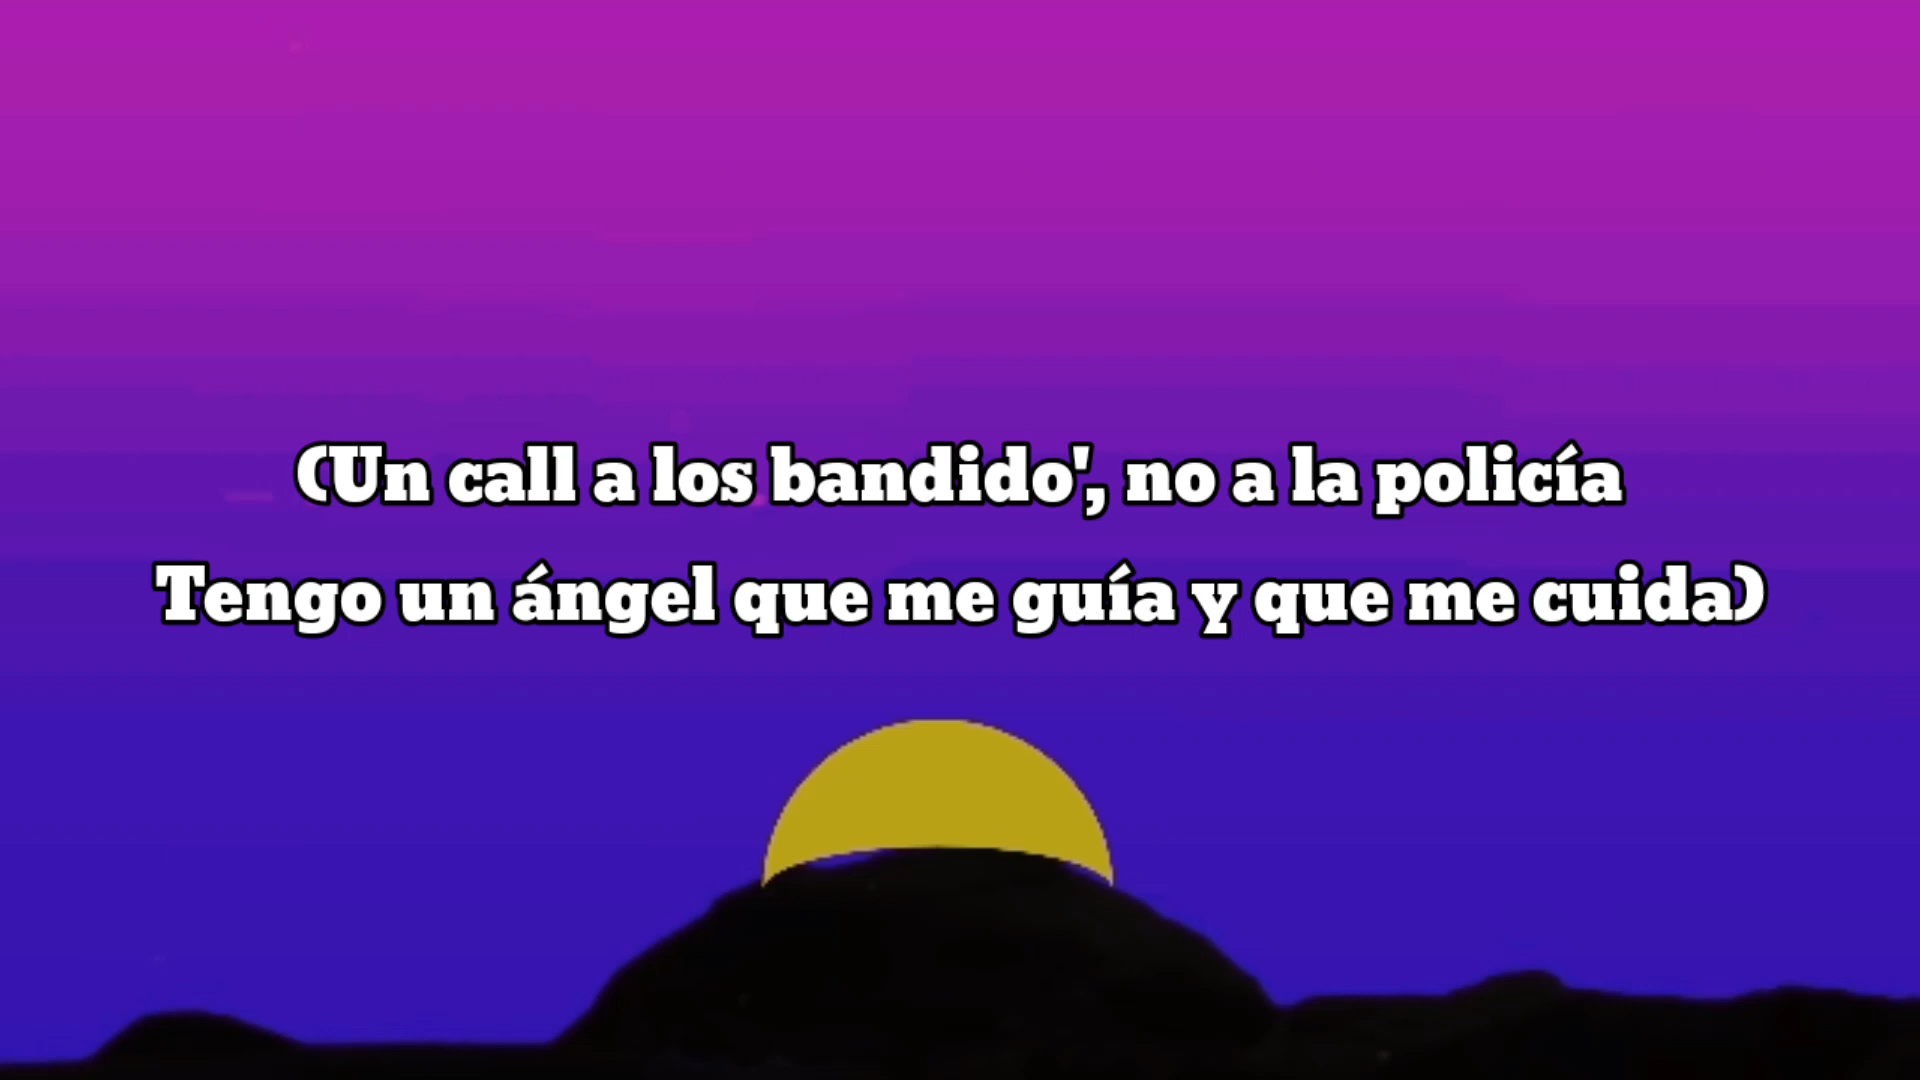 (Un call a los bandido', no a la policía
Tengo un ángel que me guía y que me cuida)